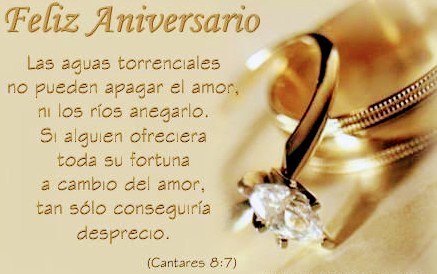 Feliz Aniversario
Las aguas torrenciales
no pueden apagar el amor,
ni los ríos anegarlo.
Si alguien ofreciera
toda su fortuna
a cambio del amor,
tan sólo conseguiría
desprecio.
(Cantares 8:7)